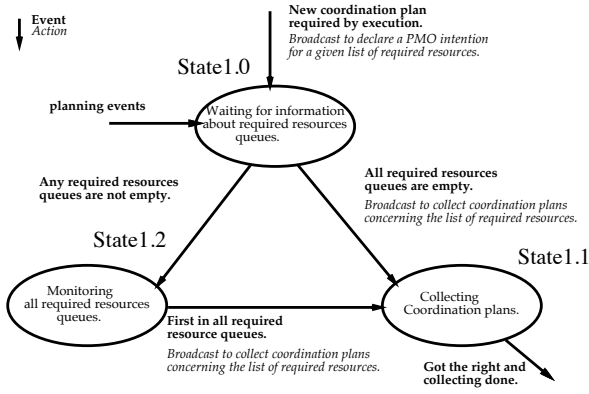 Event
Action
New coordination plan
required by execution.
Broadcast to declare a PMO intention
for a given list of required resources.
State1.0
Waiting for information
about required resources
queues.
planning events
Any required resources
queues are not empty.
All required resources
queues are empty.
Broadcast to collect coordination plans
concerning the list of required resources.
State1.2
State1.1
Monitoring
all required resources
queues.
Collecting
Coordination plans.
First in all required
resource queues.
Broadcast to collect coordination plans
concerning the list of required resources.
Got the right and
collecting done.